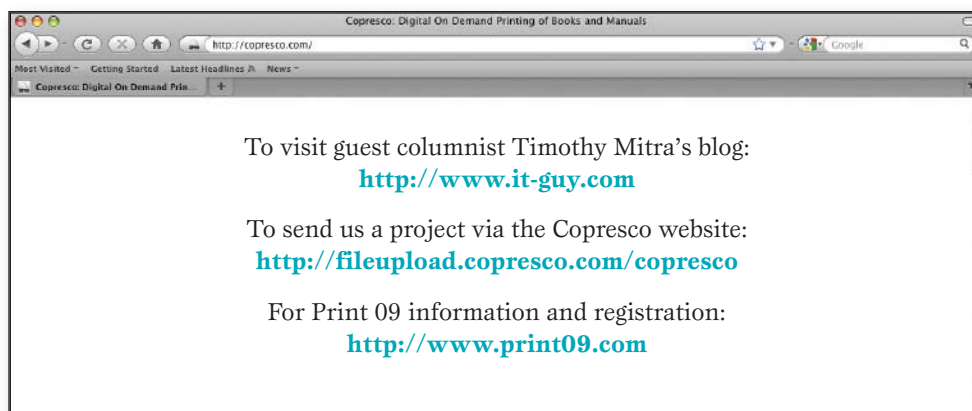 Copresco: Digital On Demand Printing of Books and Manuals
http://copresco.com/
Google
Most Visited Getting Started Latest Headlines News
Copresco: Digital On Demand Prin...
To visit guest columnist Timothy Mitra’s blog:
http://www.it-guy.com
To send us a project via the Copresco website:
http://fileupload.copresco.com/copresco
For Print 09 information and registration:
http://www.print09.com